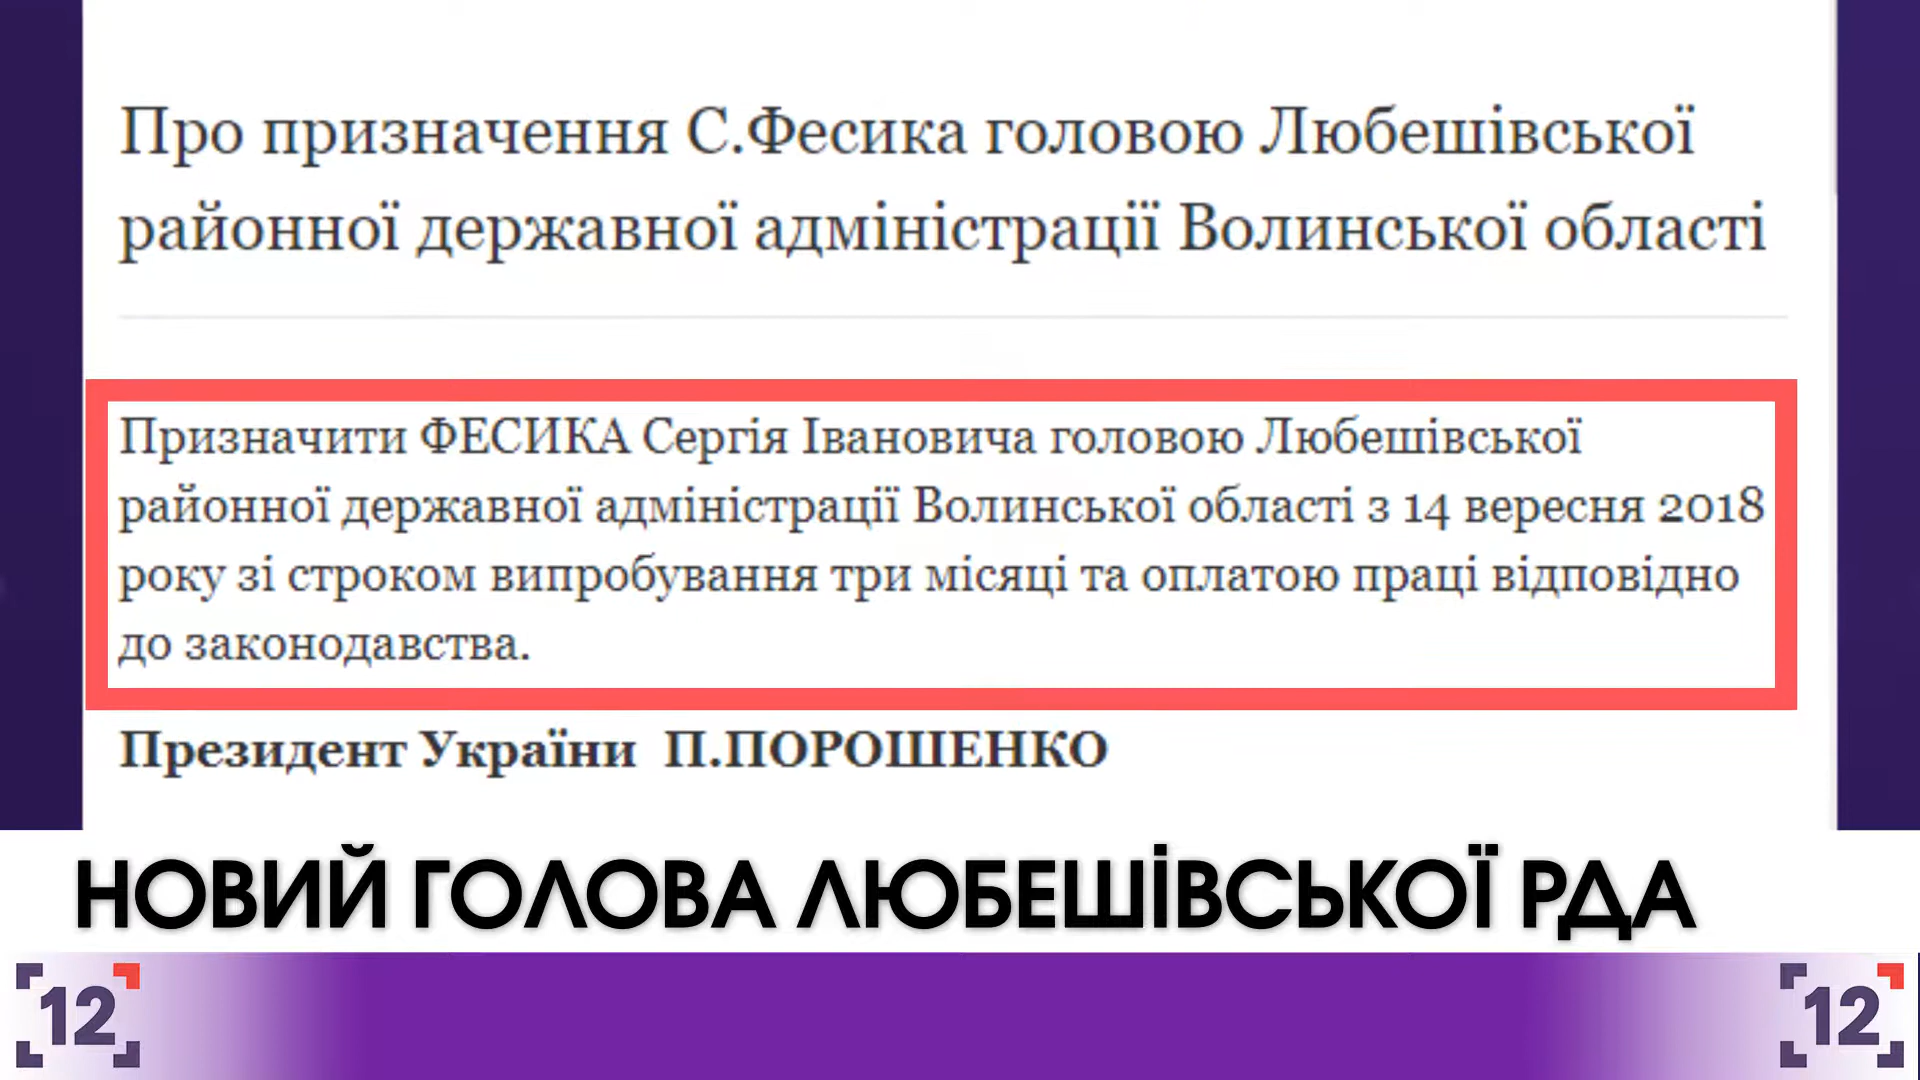 Про призначення С.Фесика головою Любешівської
районної державної адміністрації Волинської області
Призначити ФЕСИКА Сергія Івановича головою Любешівської
районної державної адміністрації Волинської області з 14 вересня 2018
року зі строком випробування три місяці та оплатою праці відповідно
до законодавства.
Президент України П.ПОРОШЕНКО
НОВИЙ ГОЛОВА ЛЮБЕШІВСЬКОЇ РДА
12
12